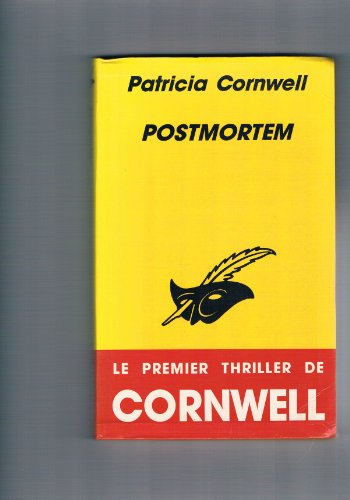 Patricia Cornwell
POSTMORTEM
LE PREMIER THRILLER DE
CORNWELL